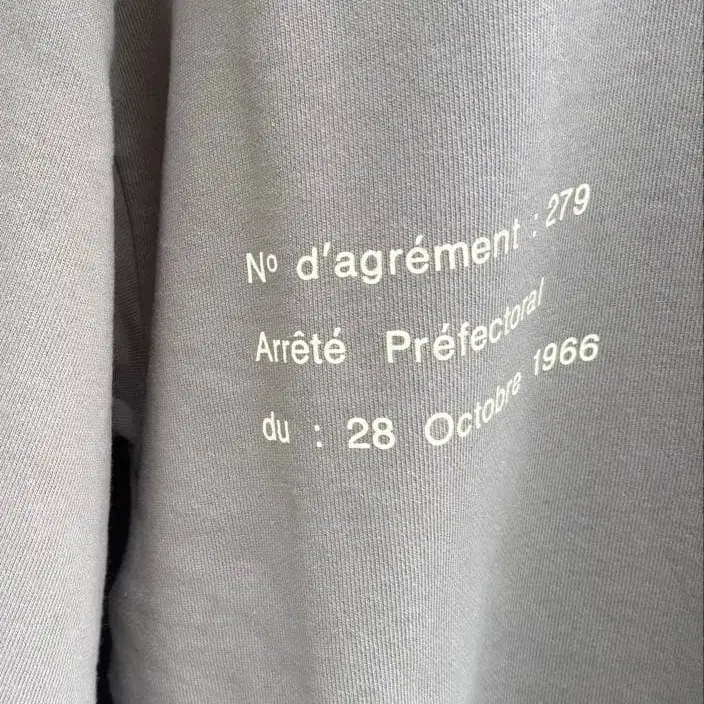 Nº d'agrément : 279
Arrêté Préfectoral
du : 28 Octobre 1966